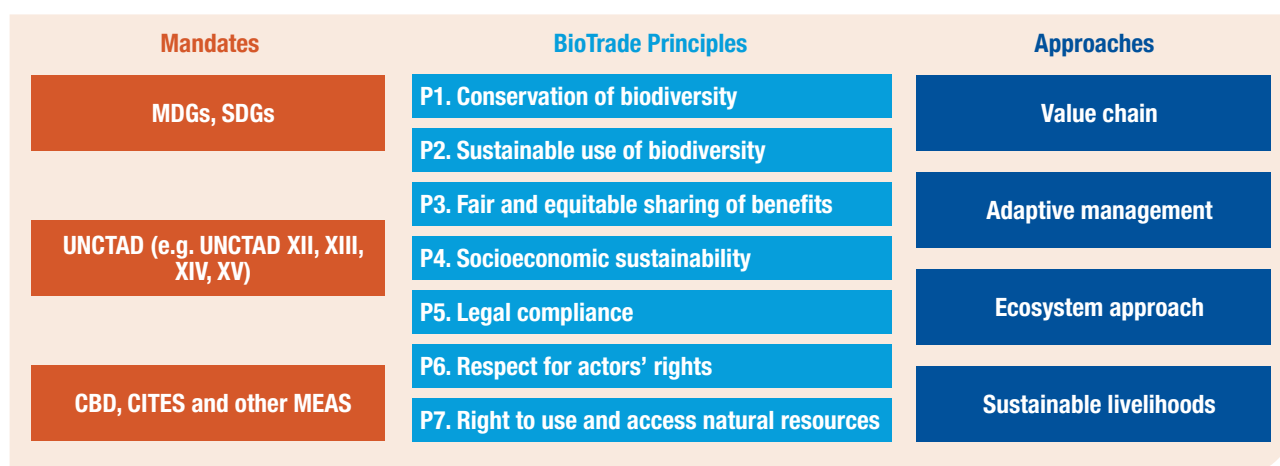 Mandates
MDGs, SDGs
UNCTAD (e.g. UNCTAD XII, XIII,
XIV, XV)
CBD, CITES and other MEAS
BioTrade Principles
P1. Conservation of biodiversity
P2. Sustainable use of biodiversity
P3. Fair and equitable sharing of benefits
P4. Socioeconomic sustainability
P5. Legal compliance
P6. Respect for actors’ rights
P7. Right to use and access natural resources
Approaches
Value chain
Adaptive management
Ecosystem approach
Sustainable livelihoods